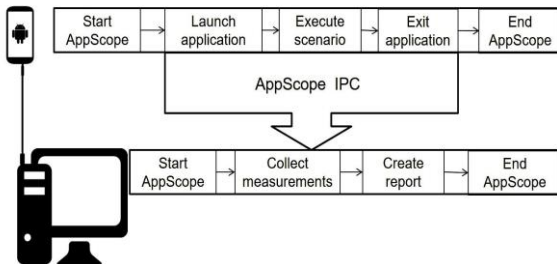 Start AppScope
Launch application
Execute scenario
Exit application
End AppScope
AppScope IPC
Start AppScope
Collect measurements
Create report
End AppScope